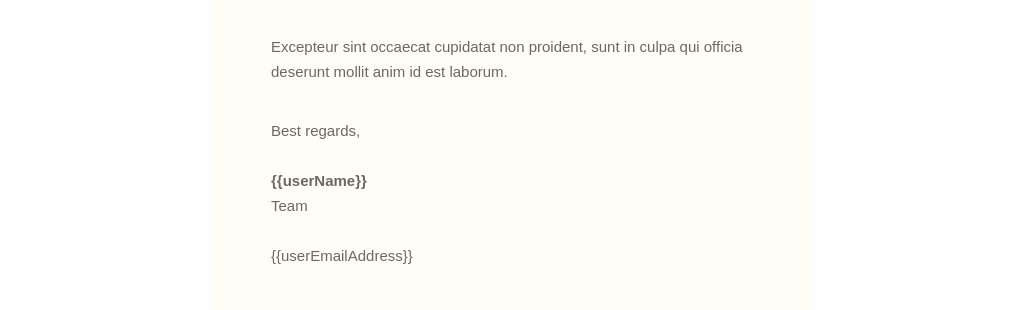 Excepteur sint occaecat cupidatat non proident, sunt in culpa qui officia
deserunt mollit anim id est laborum.
Best regards,
{{userName}}
Team
{{userEmailAddress}}